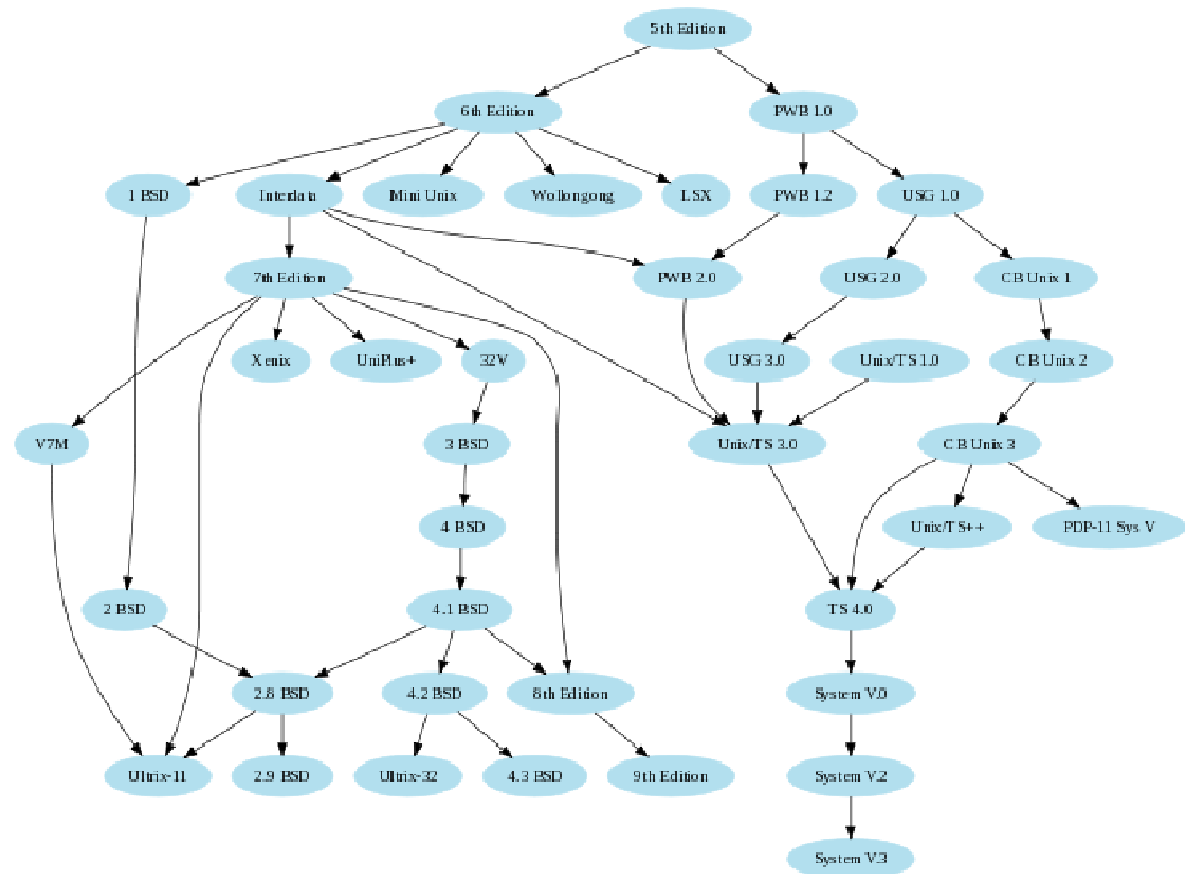 5th Edition
6th Edition
PWB 1.0
1 BSD
Interdata
Mini Unix
Wollongong
LSX
PWB 1.2
USG 1.0
7th Edition
PWB 2.0
USG 2.0
CB Unix 1
Xenix
UniPlus+
32V
USG 3.0
Unix/TS 1.0
CB Unix 2
V7M
3 BSD
Unix/TS 3.0
CB Unix 3
4 BSD
Unix/TS++
PDP-11 Sys V
2 BSD
4.1 BSD
TS 4.0
2.8 BSD
4.2 BSD
8th Edition
System V.0
Ultrix-11
2.9 BSD
Ultrix-32
4.3 BSD
9th Edition
System V.2
System V.3